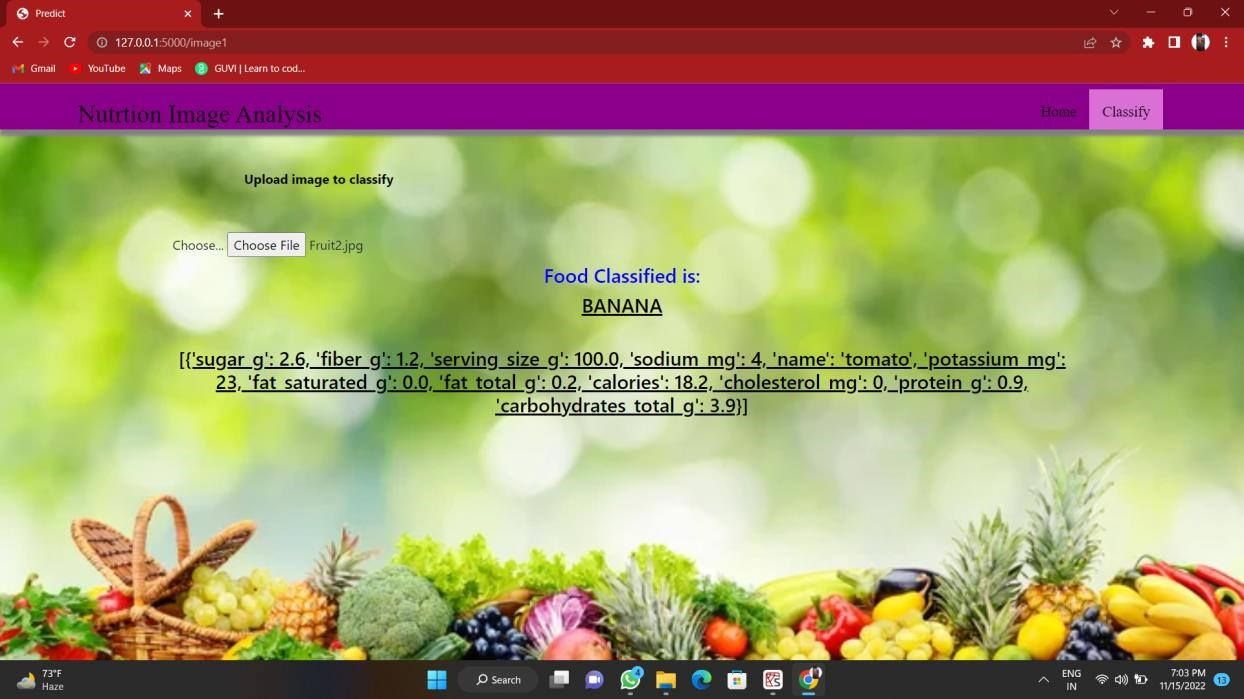 Predict
127.0.0.1:5000/image1
Gmail YouTube Maps GUVI | Learn to cod...
Nutrtion Image Analysis Home Classify
Upload image to classify
Choose... Choose File Fruit2.jpg
Food Classified is:
BANANA
[{'sugar_g': 2.6, 'fiber_g': 1.2, 'serving_size_g': 100.0, 'sodium_mg': 4, 'name': 'tomato', 'potassium_mg':
23, 'fat_saturated_g': 0.0, 'fat_total_g': 0.2, 'calories': 18.2, 'cholesterol_mg': 0, 'protein_g': 0.9,
'carbohydrates_total_g': 3.9}]
73°F
Haze
Search
4
ENG
IN
7:03 PM
11/15/2022
13